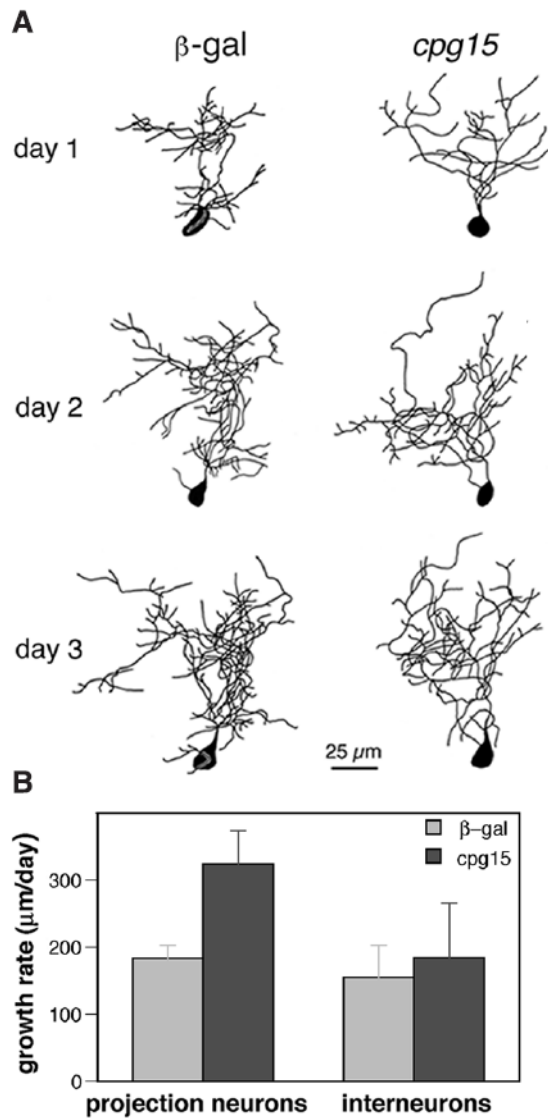 A
β-gal cpg15
day 1
day 2
day 3
25 μm
B
growth rate (μm/day)
300
200
100
0
β–gal
cpg15
projection neurons interneurons